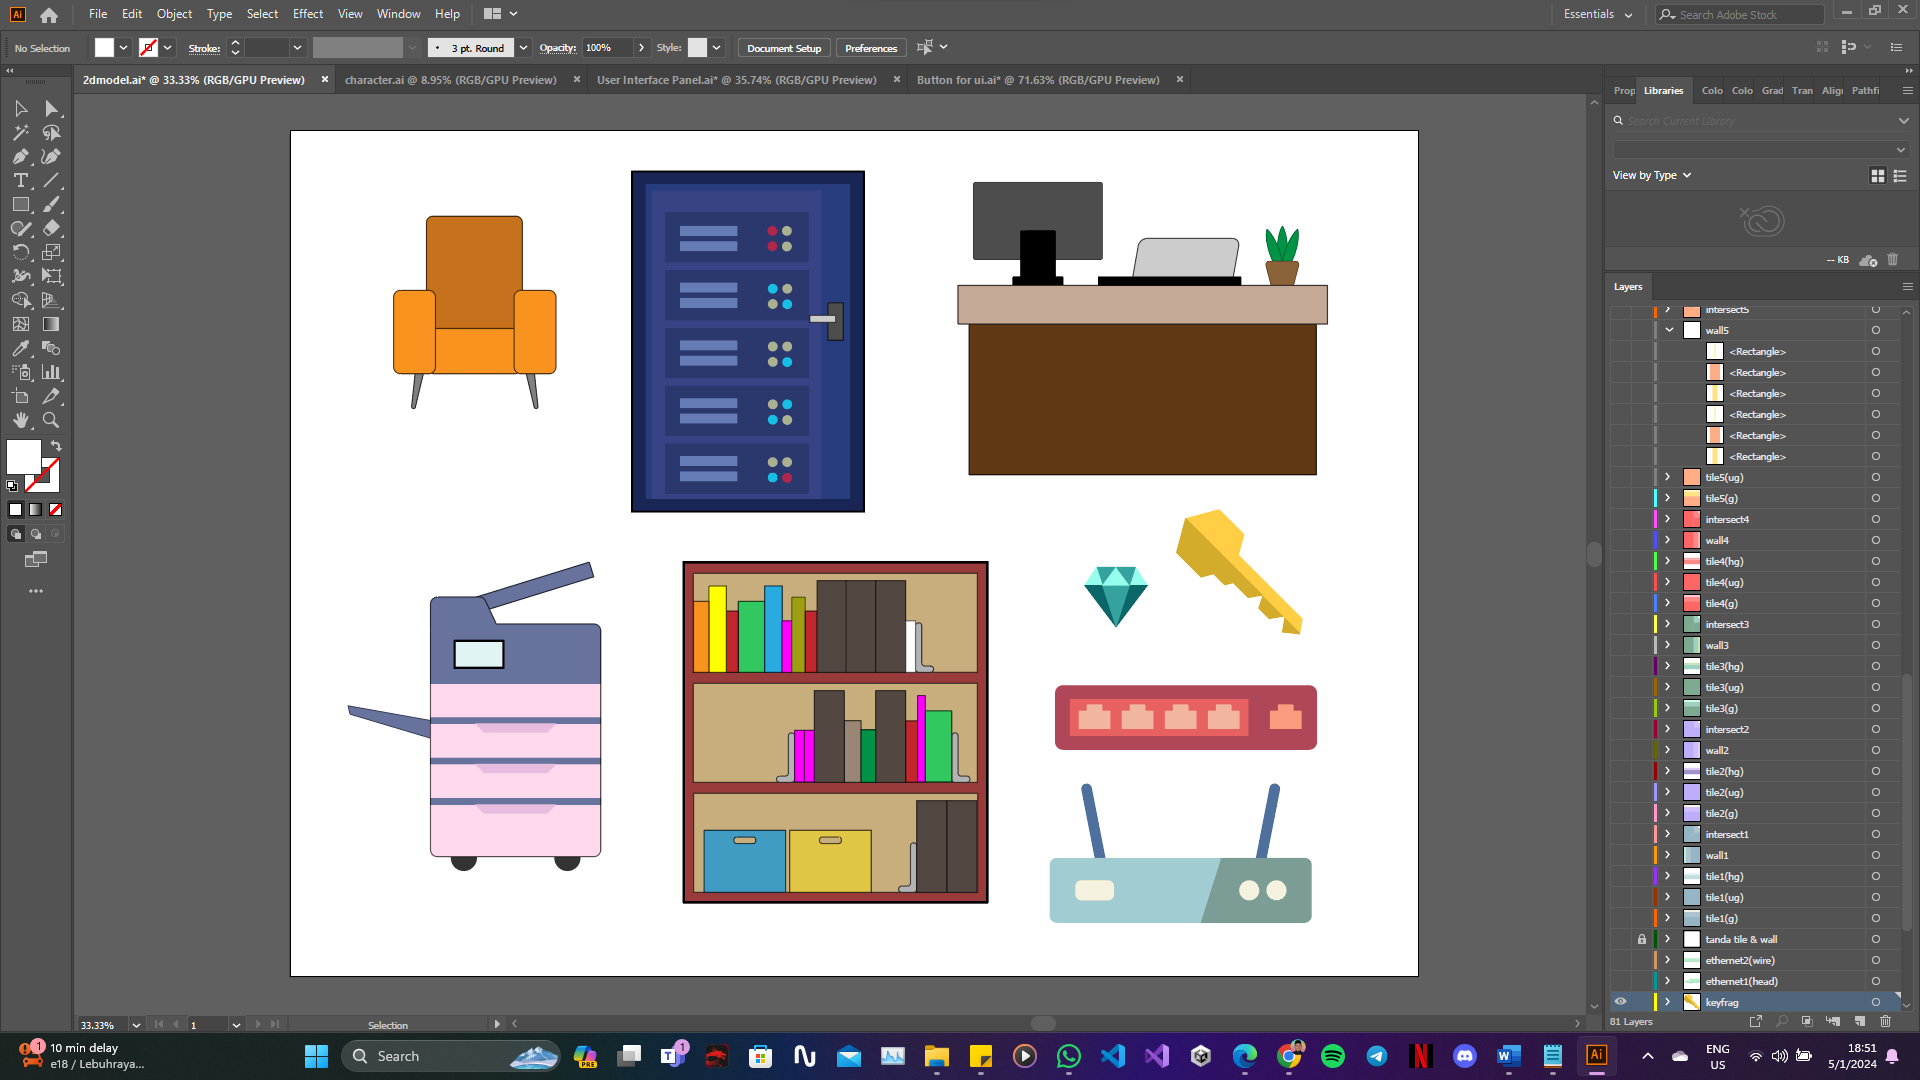 File Edit Object Type Select Effect View Window Help
Essentials
Search Adobe Stock
No Selection
Stroke:
3 pt. Round
Opacity: 100%
Style:
Document Setup
Preferences
2dmodel.ai* @ 33.33% (RGB/GPU Preview)
character.ai @ 8.95% (RGB/GPU Preview)
User Interface Panel.ai* @ 35.74% (RGB/GPU Preview)
Button for ui.ai* @ 71.63% (RGB/GPU Preview)
Prop Libraries Colo Colo Grad Tran Align Pathfi
Search Current Library
View by Type
-- KB
Layers
intersect5
wall5
<Rectangle>
<Rectangle>
<Rectangle>
<Rectangle>
<Rectangle>
<Rectangle>
tile5(ug)
tile5(g)
intersect4
wall4
tile4(hg)
tile4(ug)
tile4(g)
intersect3
wall3
tile3(hg)
tile3(ug)
tile3(g)
intersect2
wall2
tile2(hg)
tile2(ug)
tile2(g)
intersect1
wall1
tile1(hg)
tile1(ug)
tile1(g)
tanda tile & wall
ethernet2(wire)
ethernet1(head)
keyfrag
81 Layers
33.33%
1
Selection
1
10 min delay
e18 / Lebuhraya...
Search
PRE
1
ENG
US
18:51
5/1/2024